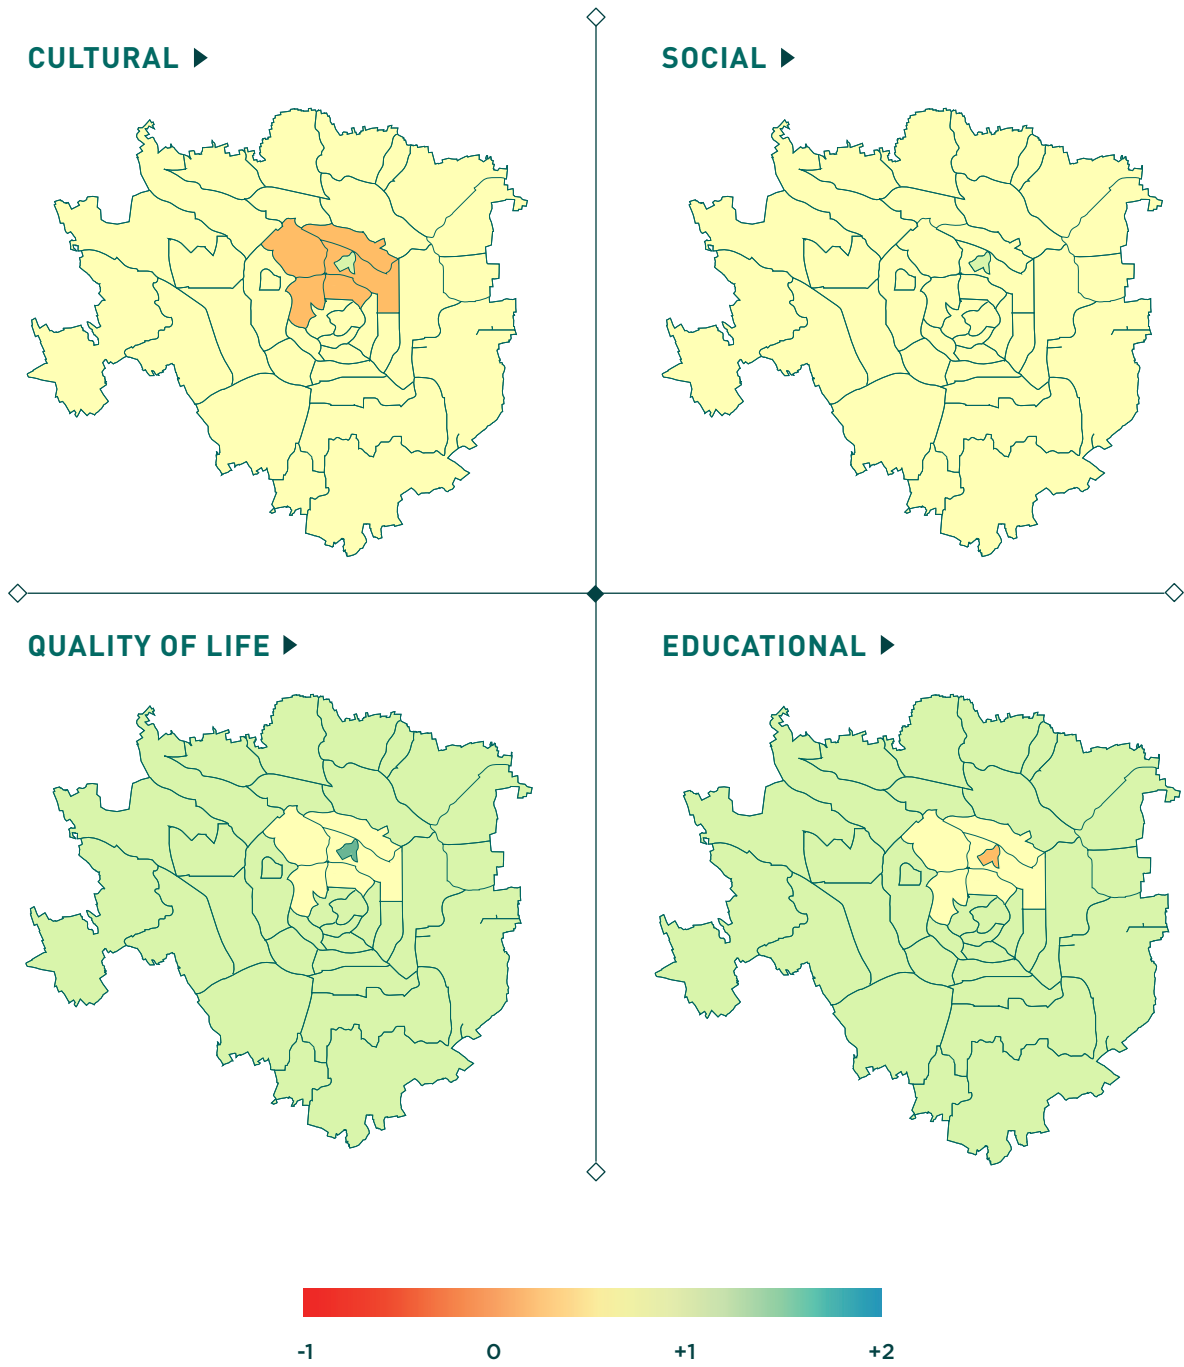 CULTURAL
SOCIAL
QUALITY OF LIFE
EDUCATIONAL
-1 0 +1 +2